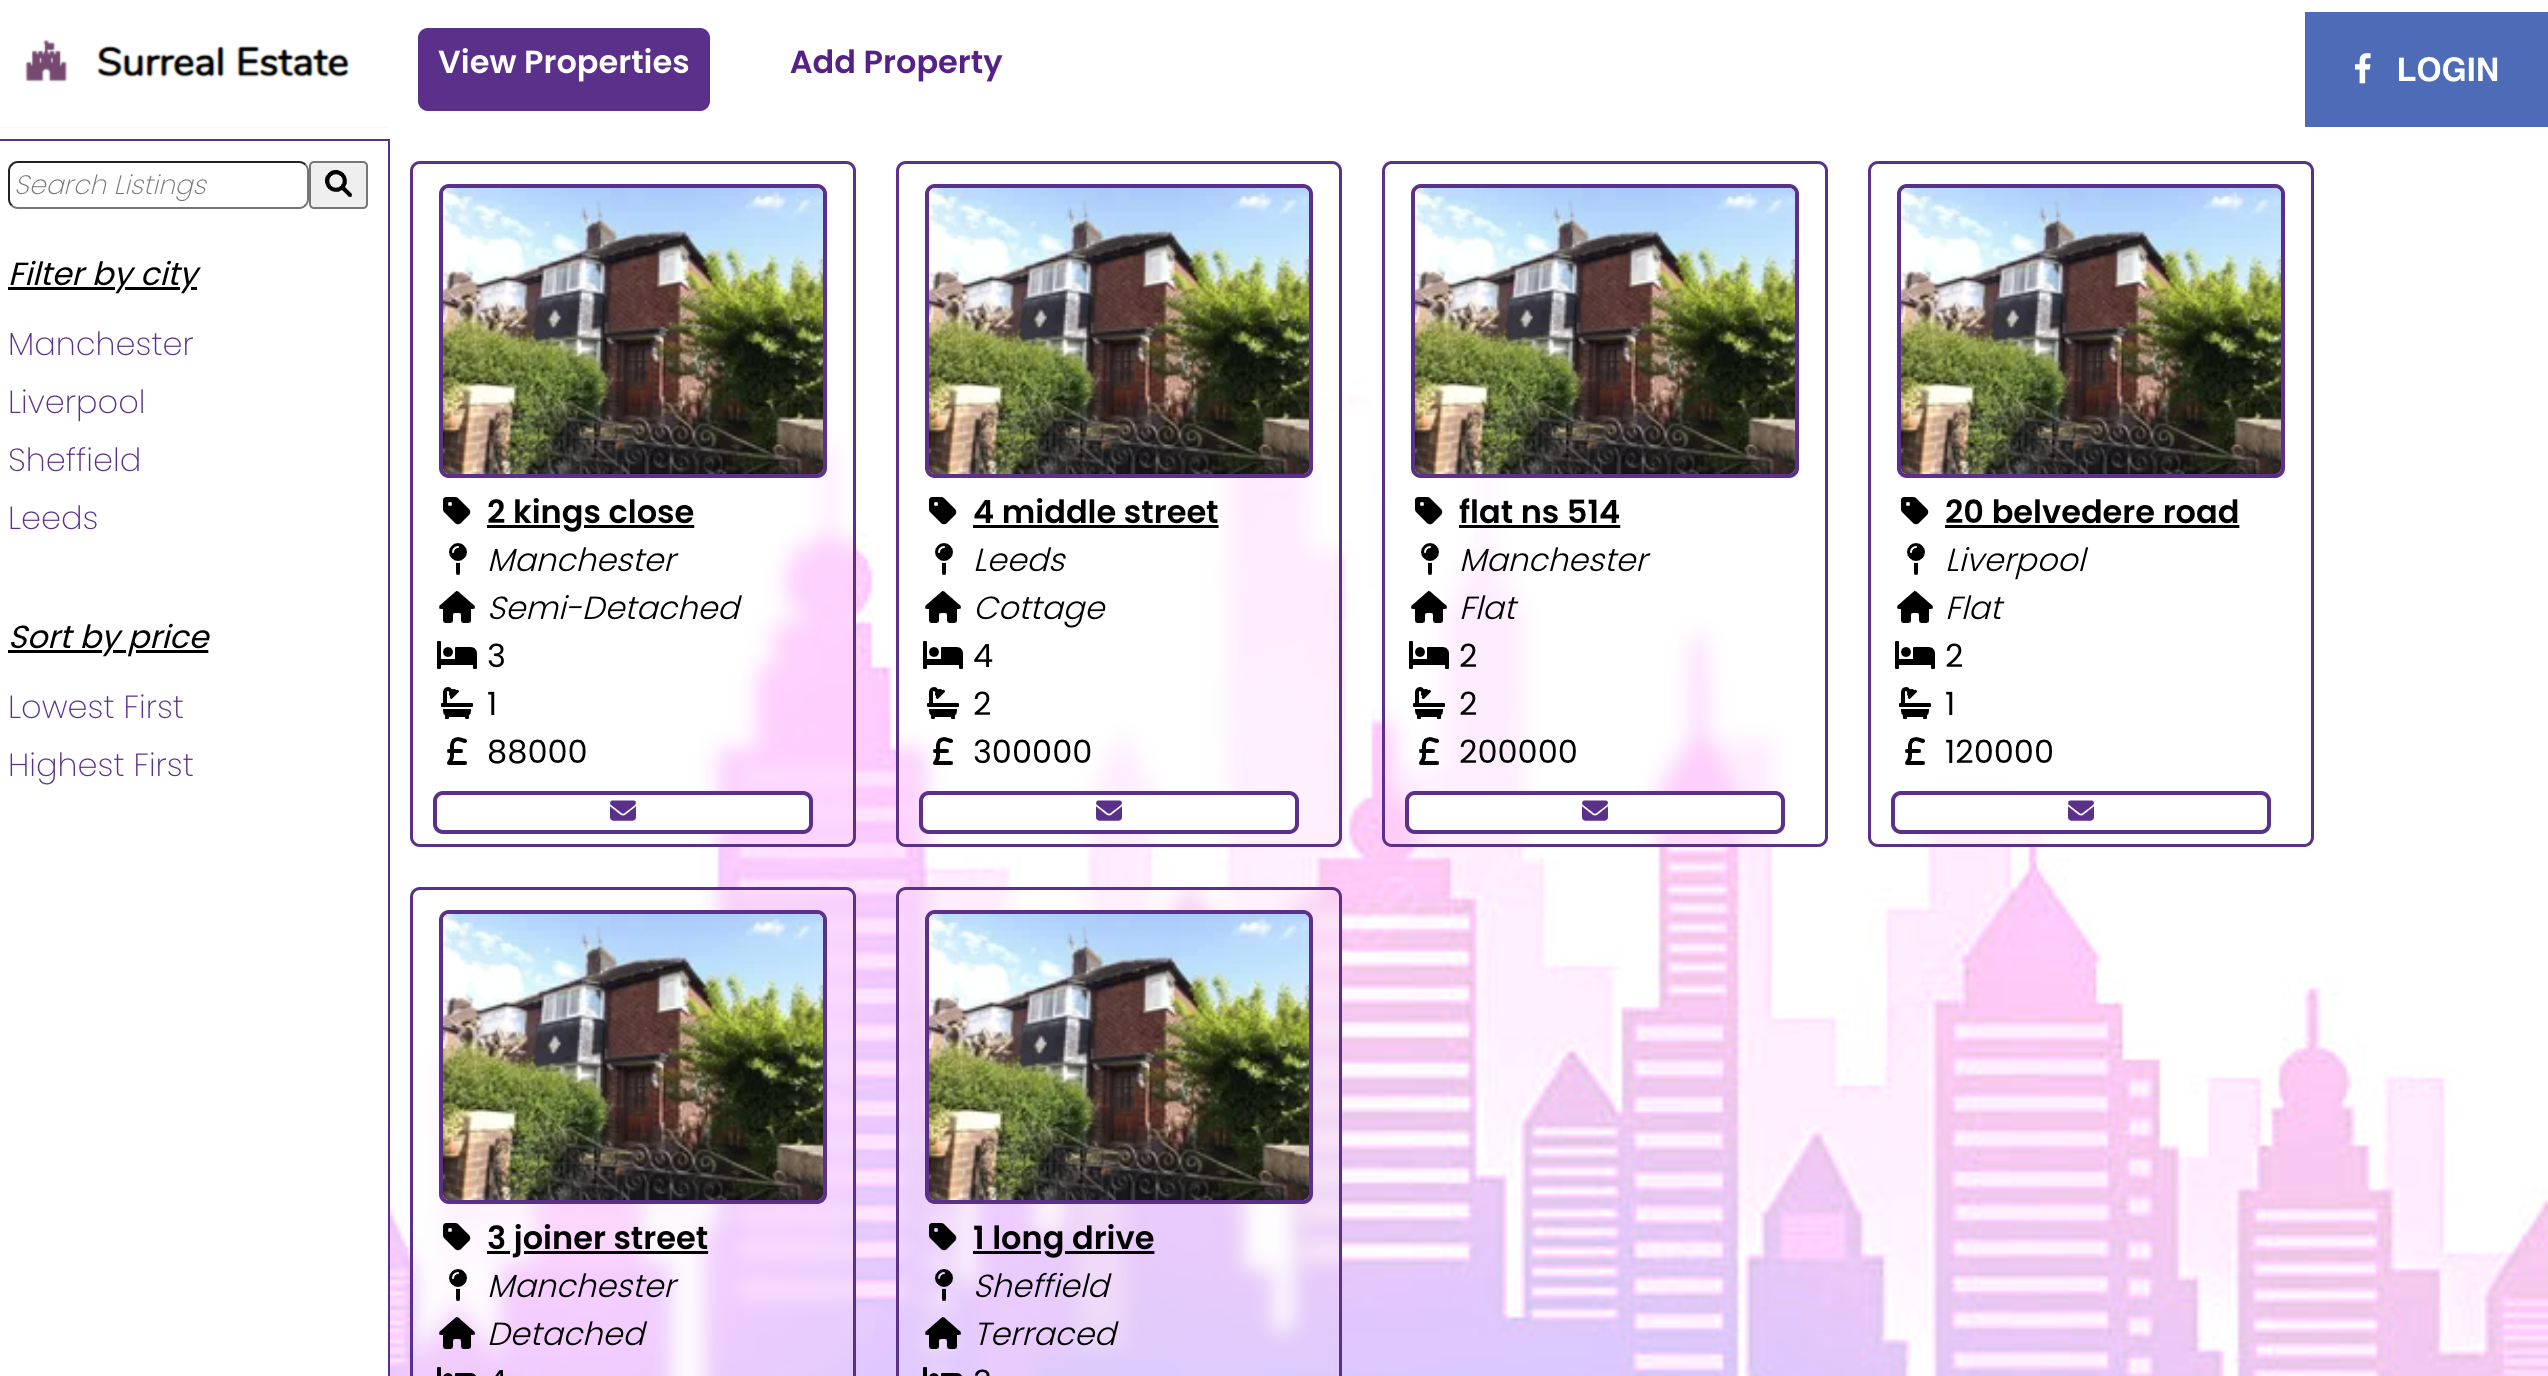 Surreal Estate
View Properties
Add Property
LOGIN
Search Listings
Filter by city
Manchester
Liverpool
Sheffield
Leeds
Sort by price
Lowest First
Highest First
2 kings close
Manchester
Semi-Detached
3
1
£ 88000
4 middle street
Leeds
Cottage
4
2
£ 300000
flat ns 514
Manchester
Flat
2
2
£ 200000
20 belvedere road
Liverpool
Flat
2
1
£ 120000
3 joiner street
Manchester
Detached
1 long drive
Sheffield
Terraced